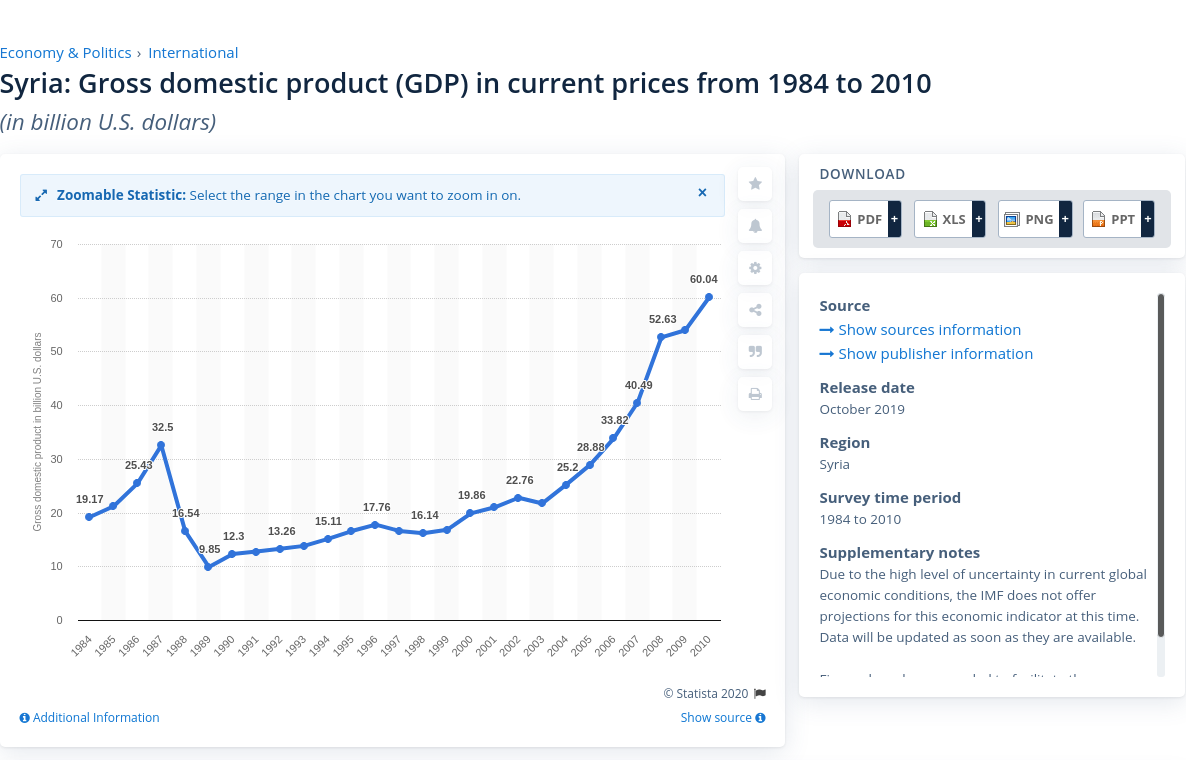 Economy & Politics › International
Syria: Gross domestic product (GDP) in current prices from 1984 to 2010
(in billion U.S. dollars)
Zoomable Statistic: Select the range in the chart you want to zoom in on. ×
70
60
50
40
30
20
10
0
Gross domestic product in billion U.S. dollars
19.17
25.43
32.5
16.54
9.85
12.3
13.26
15.11
17.76
16.14
19.86
22.76
25.2
28.88
33.82
40.49
52.63
60.04
1984 1985 1986 1987 1988 1989 1990 1991 1992 1993 1994 1995 1996 1997 1998 1999 2000 2001 2002 2003 2004 2005 2006 2007 2008 2009 2010
© Statista 2020
Additional Information
Show source
DOWNLOAD
PDF + XLS + PNG + PPT +
Source
Show sources information
Show publisher information
Release date
October 2019
Region
Syria
Survey time period
1984 to 2010
Supplementary notes
Due to the high level of uncertainty in current global
economic conditions, the IMF does not offer
projections for this economic indicator at this time.
Data will be updated as soon as they are available.